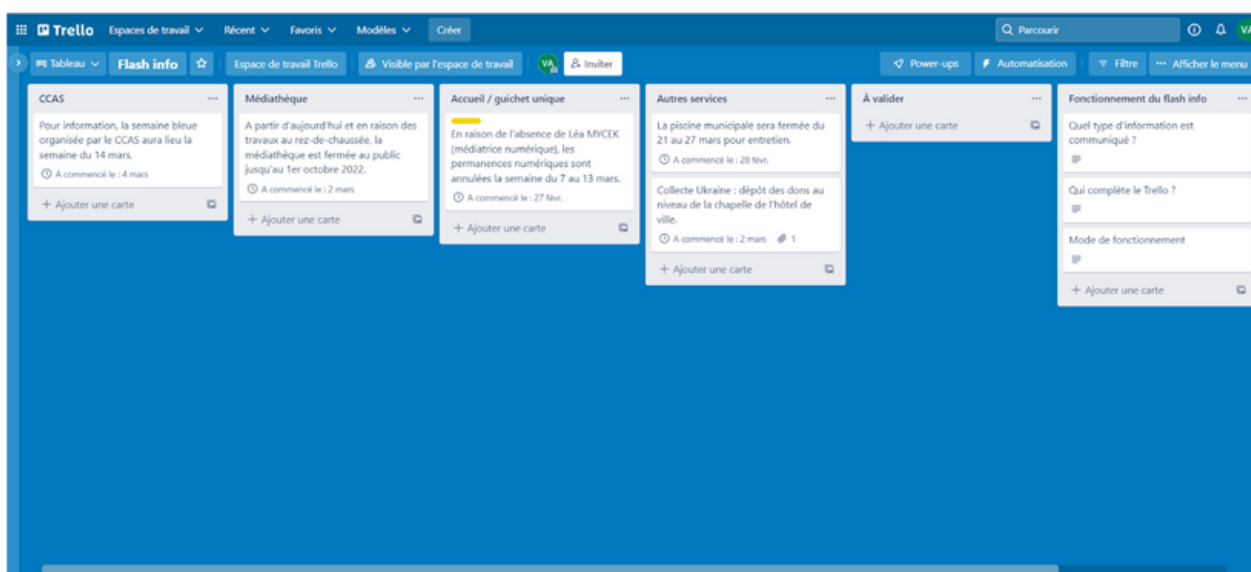 Trello Espaces de travail Récent Favoris Modèles Créer Parcourir VA
Tableau Flash info Espace de travail Trello Visible par l'espace de travail VA Inviter Power-ups Automatisation Filtre Afficher le menu
CCAS
Pour information, la semaine bleue
organisée par le CCAS aura lieu la
semaine du 14 mars.
A commencé le : 4 mars
+ Ajouter une carte
Médiathèque
A partir d'aujourd'hui et en raison des
travaux au rez-de-chaussée, la
médiathèque est fermée au public
jusqu'au 1er octobre 2022.
A commencé le : 2 mars
+ Ajouter une carte
Accueil / guichet unique
En raison de l'absence de Léa MYCEK
(médiatrice numérique), les
permanences numériques sont
annulées la semaine du 7 au 13 mars.
A commencé le : 27 févr.
+ Ajouter une carte
Autres services
La piscine municipale sera fermée du
21 au 27 mars pour entretien.
A commencé le : 28 févr.
Collecte Ukraine : dépôt des dons au
niveau de la chapelle de l'hôtel de
ville.
A commencé le : 2 mars 1
+ Ajouter une carte
À valider
+ Ajouter une carte
Fonctionnement du flash info
Quel type d'information est
communiqué ?
Qui complète le Trello ?
Mode de fonctionnement
+ Ajouter une carte